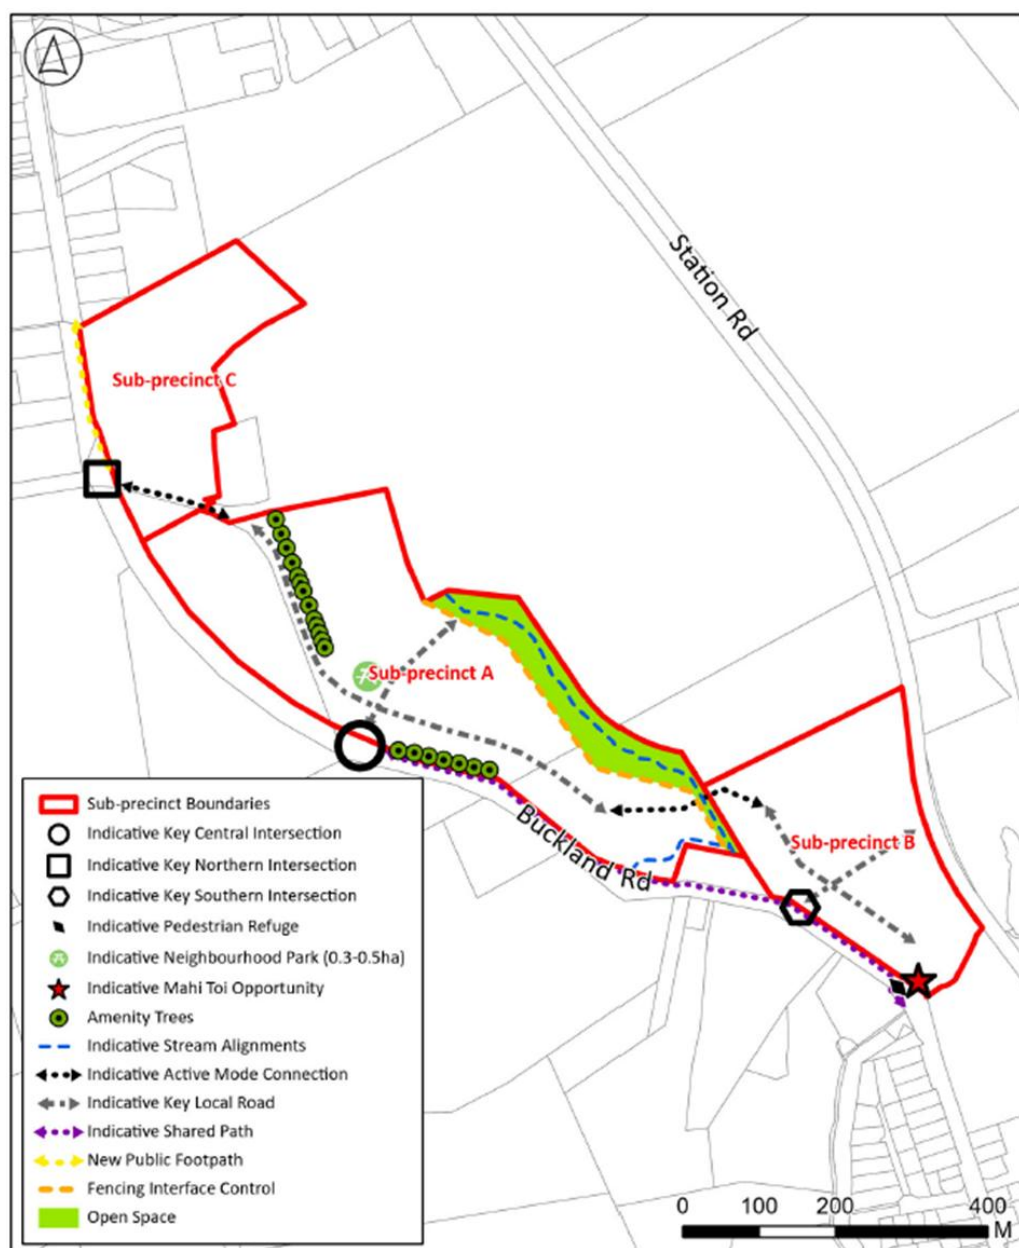 Station Rd
Sub-precinct C
Sub-precinct A
Sub-precinct B
Buckland Rd
Sub-precinct Boundaries
Indicative Key Central Intersection
Indicative Key Northern Intersection
Indicative Key Southern Intersection
Indicative Pedestrian Refuge
Indicative Neighbourhood Park (0.3-0.5ha)
Indicative Mahi Toi Opportunity
Amenity Trees
Indicative Stream Alignments
Indicative Active Mode Connection
Indicative Key Local Road
Indicative Shared Path
New Public Footpath
Fencing Interface Control
Open Space
0 100 200 400
M